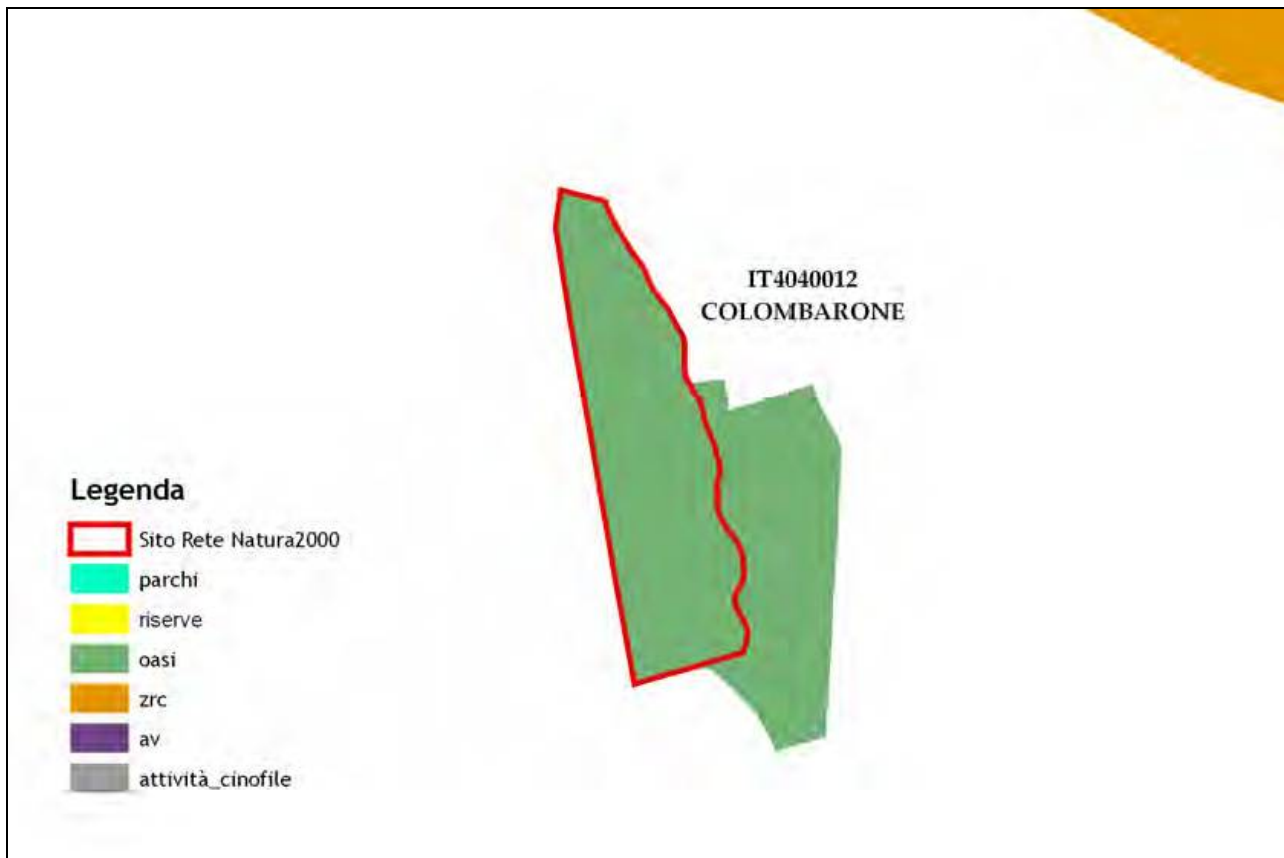 IT4040012
COLOMBARONE
Legenda
Sito Rete Natura2000
parchi
riserve
oasi
zrc
av
attività_cinofile